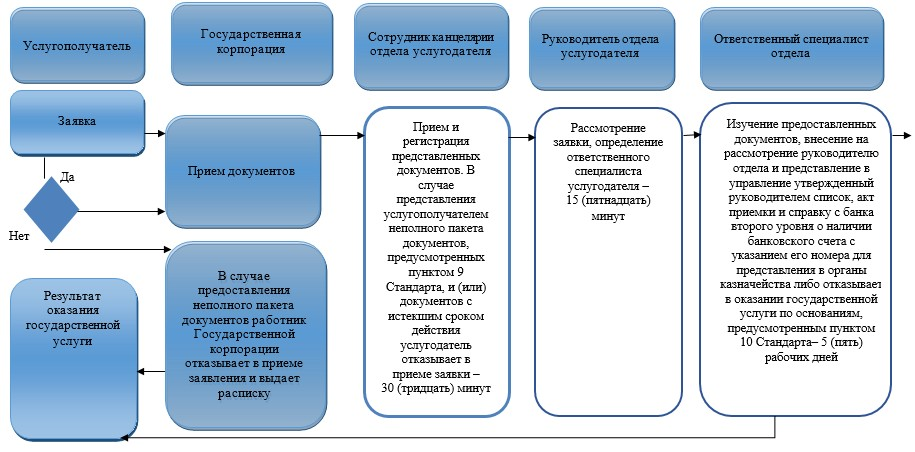 Услугополучатель
Государственная
корпорация
Сотрудник канцелярии
отдела услугодателя
Руководитель отдела
услугодателя
Ответственный специалист
отдела
Заявка
Да
Нет
Прием документов
В случае
предоставления
неполного пакета
документов работник
Государственной
корпорации
отказывает в приеме
заявления и выдает
расписку
Результат
оказания
государственной
услуги
Прием и
регистрация
представленных
документов. В
случае
представления
услугополучателем
неполного пакета
документов,
предусмотренных
пунктом 9
Стандарта, и (или)
документов с
истекшим сроком
действия
услугодатель
отказывает в
приеме заявки –
30 (тридцать) минут
Рассмотрение
заявки, определение
ответственного
специалиста
услугодателя –
15 (пятнадцать)
минут
Изучение предоставленных
документов, внесение на
рассмотрение руководителю
отдела и представление в
управление утвержденный
руководителем список, акт
приемки и справку с банка
второго уровня о наличии
банковского счета с
указанием его номера для
представления в органы
казначейства либо отказывает
в оказании государственной
услуги по основаниям,
предусмотренным пунктом
10 Стандарта– 5 (пять)
рабочих дней